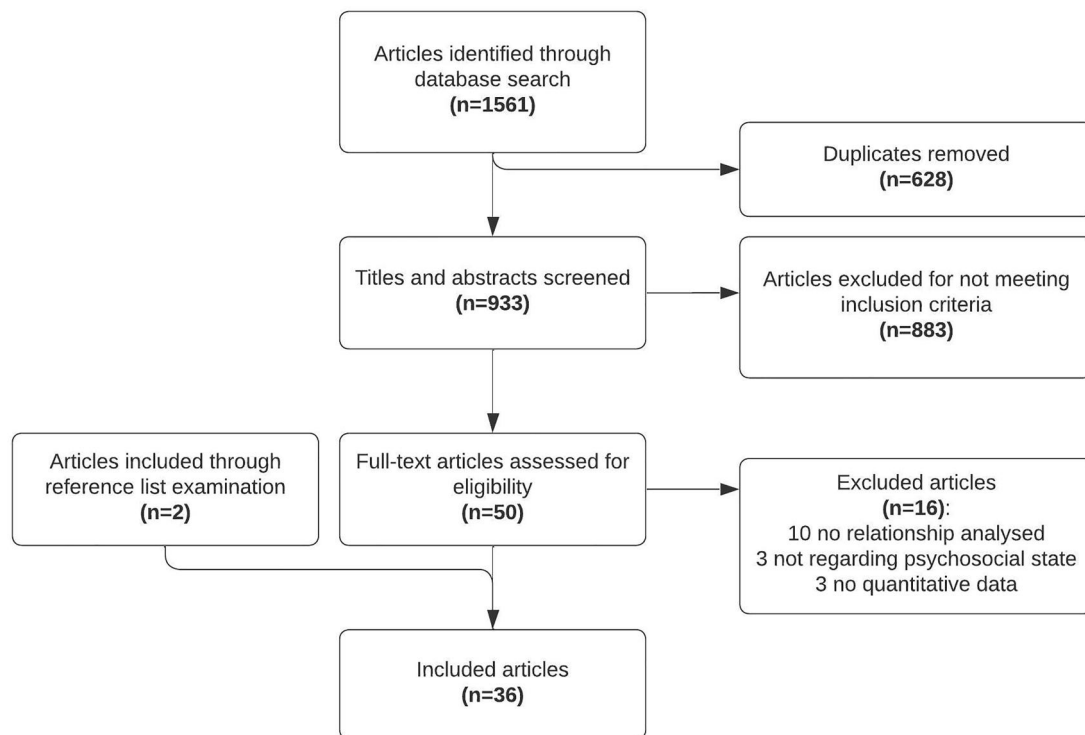 Articles identified through
database search
(n=1561)
Duplicates removed
(n=628)
Titles and abstracts screened
(n=933)
Articles excluded for not meeting
inclusion criteria
(n=883)
Articles included through
reference list examination
(n=2)
Full-text articles assessed for
eligibility
(n=50)
Excluded articles
(n=16):
10 no relationship analysed
3 not regarding psychosocial state
3 no quantitative data
Included articles
(n=36)